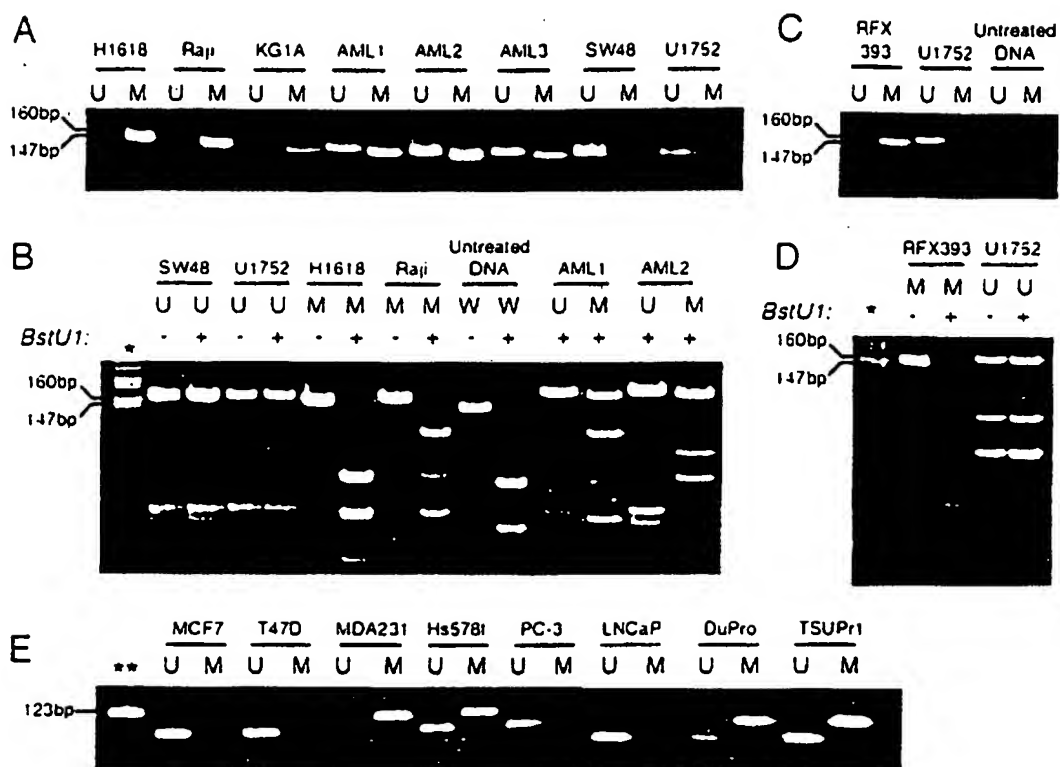 A
H1618 Raji KG1A AML1 AML2 AML3 SW48 U1752
U M U M U M U M U M U M U M U M
160bp
147bp
C
RFX
393 U1752 Untreated
DNA
U M U M U M
160bp
147bp
B
SW48 U1752 H1618 Raji Untreated
DNA AML1 AML2
U U U U M M M M W W U M U M
BstU1: - + - + - + - + - + + + + +
*
160bp
147bp
D
RFX393 U1752
M M U U
BstU1: * - + - +
160bp
147bp
E
MCF7 T47D MDA231 Hs578t PC-3 LNCaP DuPro TSUPr1
** U M U M U M U M U M U M U M U M
123bp